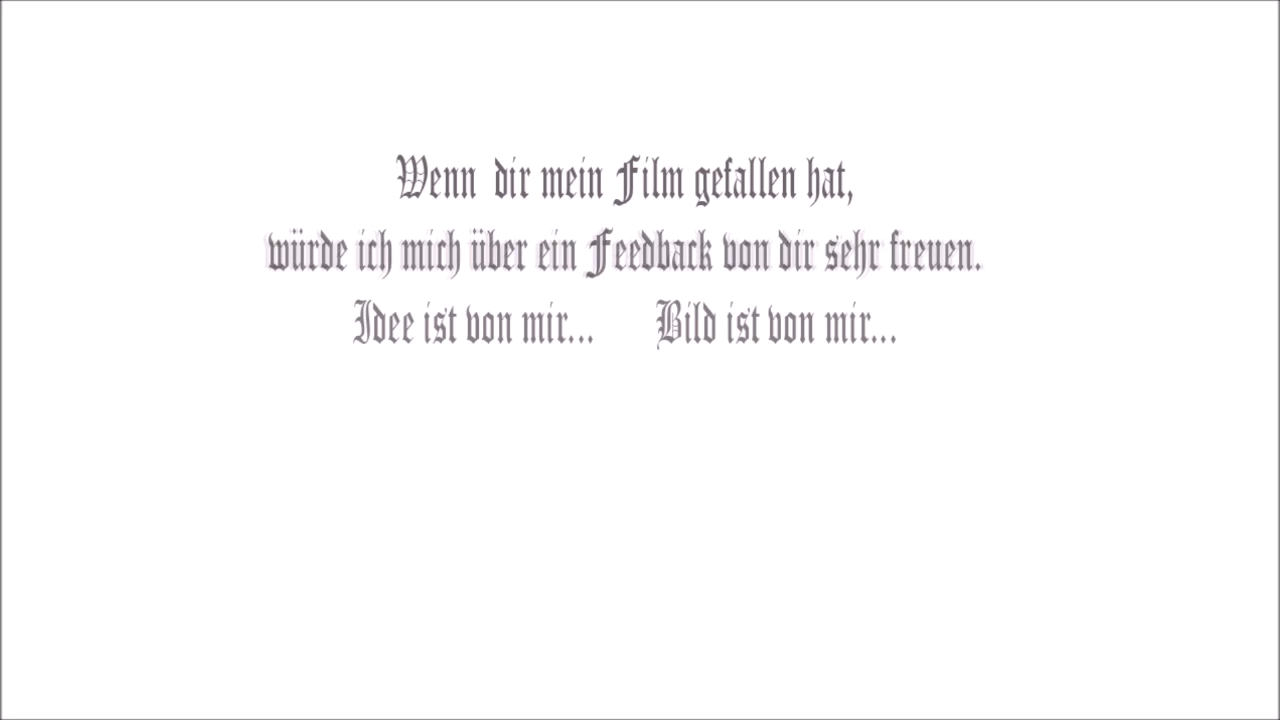 Wenn dir mein Film gefallen hat,
würde ich mich über ein Feedback von dir sehr freuen.
Idee ist von mir... Bild ist von mir...